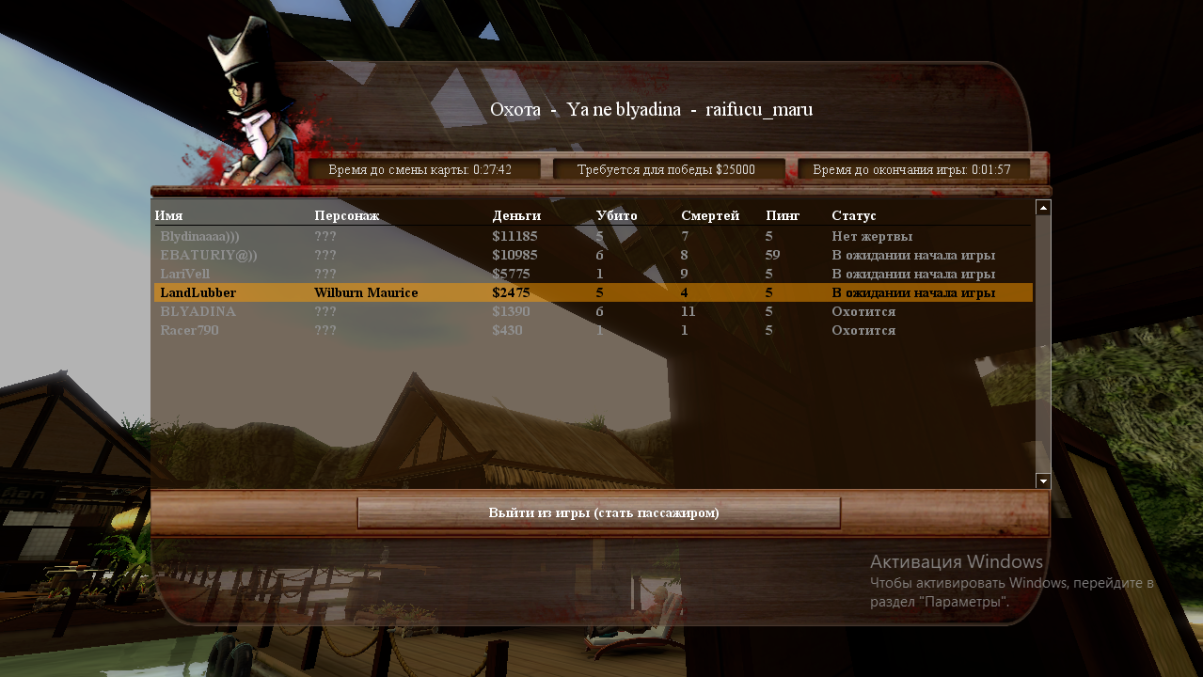 Охота - Ya ne blyadina - raifucu_maru
Время до смены карты: 0:27:42 Требуется для победы $25000 Время до окончания игры: 0:01:57
Имя Персонаж Деньги Убито Смертей Пинг Статус
Blydinaaaa))) ??? $11185 5 7 5 Нет жертвы
EBATURIY@)) ??? $10985 6 8 59 В ожидании начала игры
LariVell ??? $5775 1 9 5 В ожидании начала игры
LandLubber Wilburn Maurice $2475 5 4 5 В ожидании начала игры
BLYADINA ??? $1390 6 11 5 Охотится
Racer790 ??? $430 1 1 5 Охотится
Выйти из игры (стать пассажиром)
Активация Windows
Чтобы активировать Windows, перейдите в
раздел "Параметры".